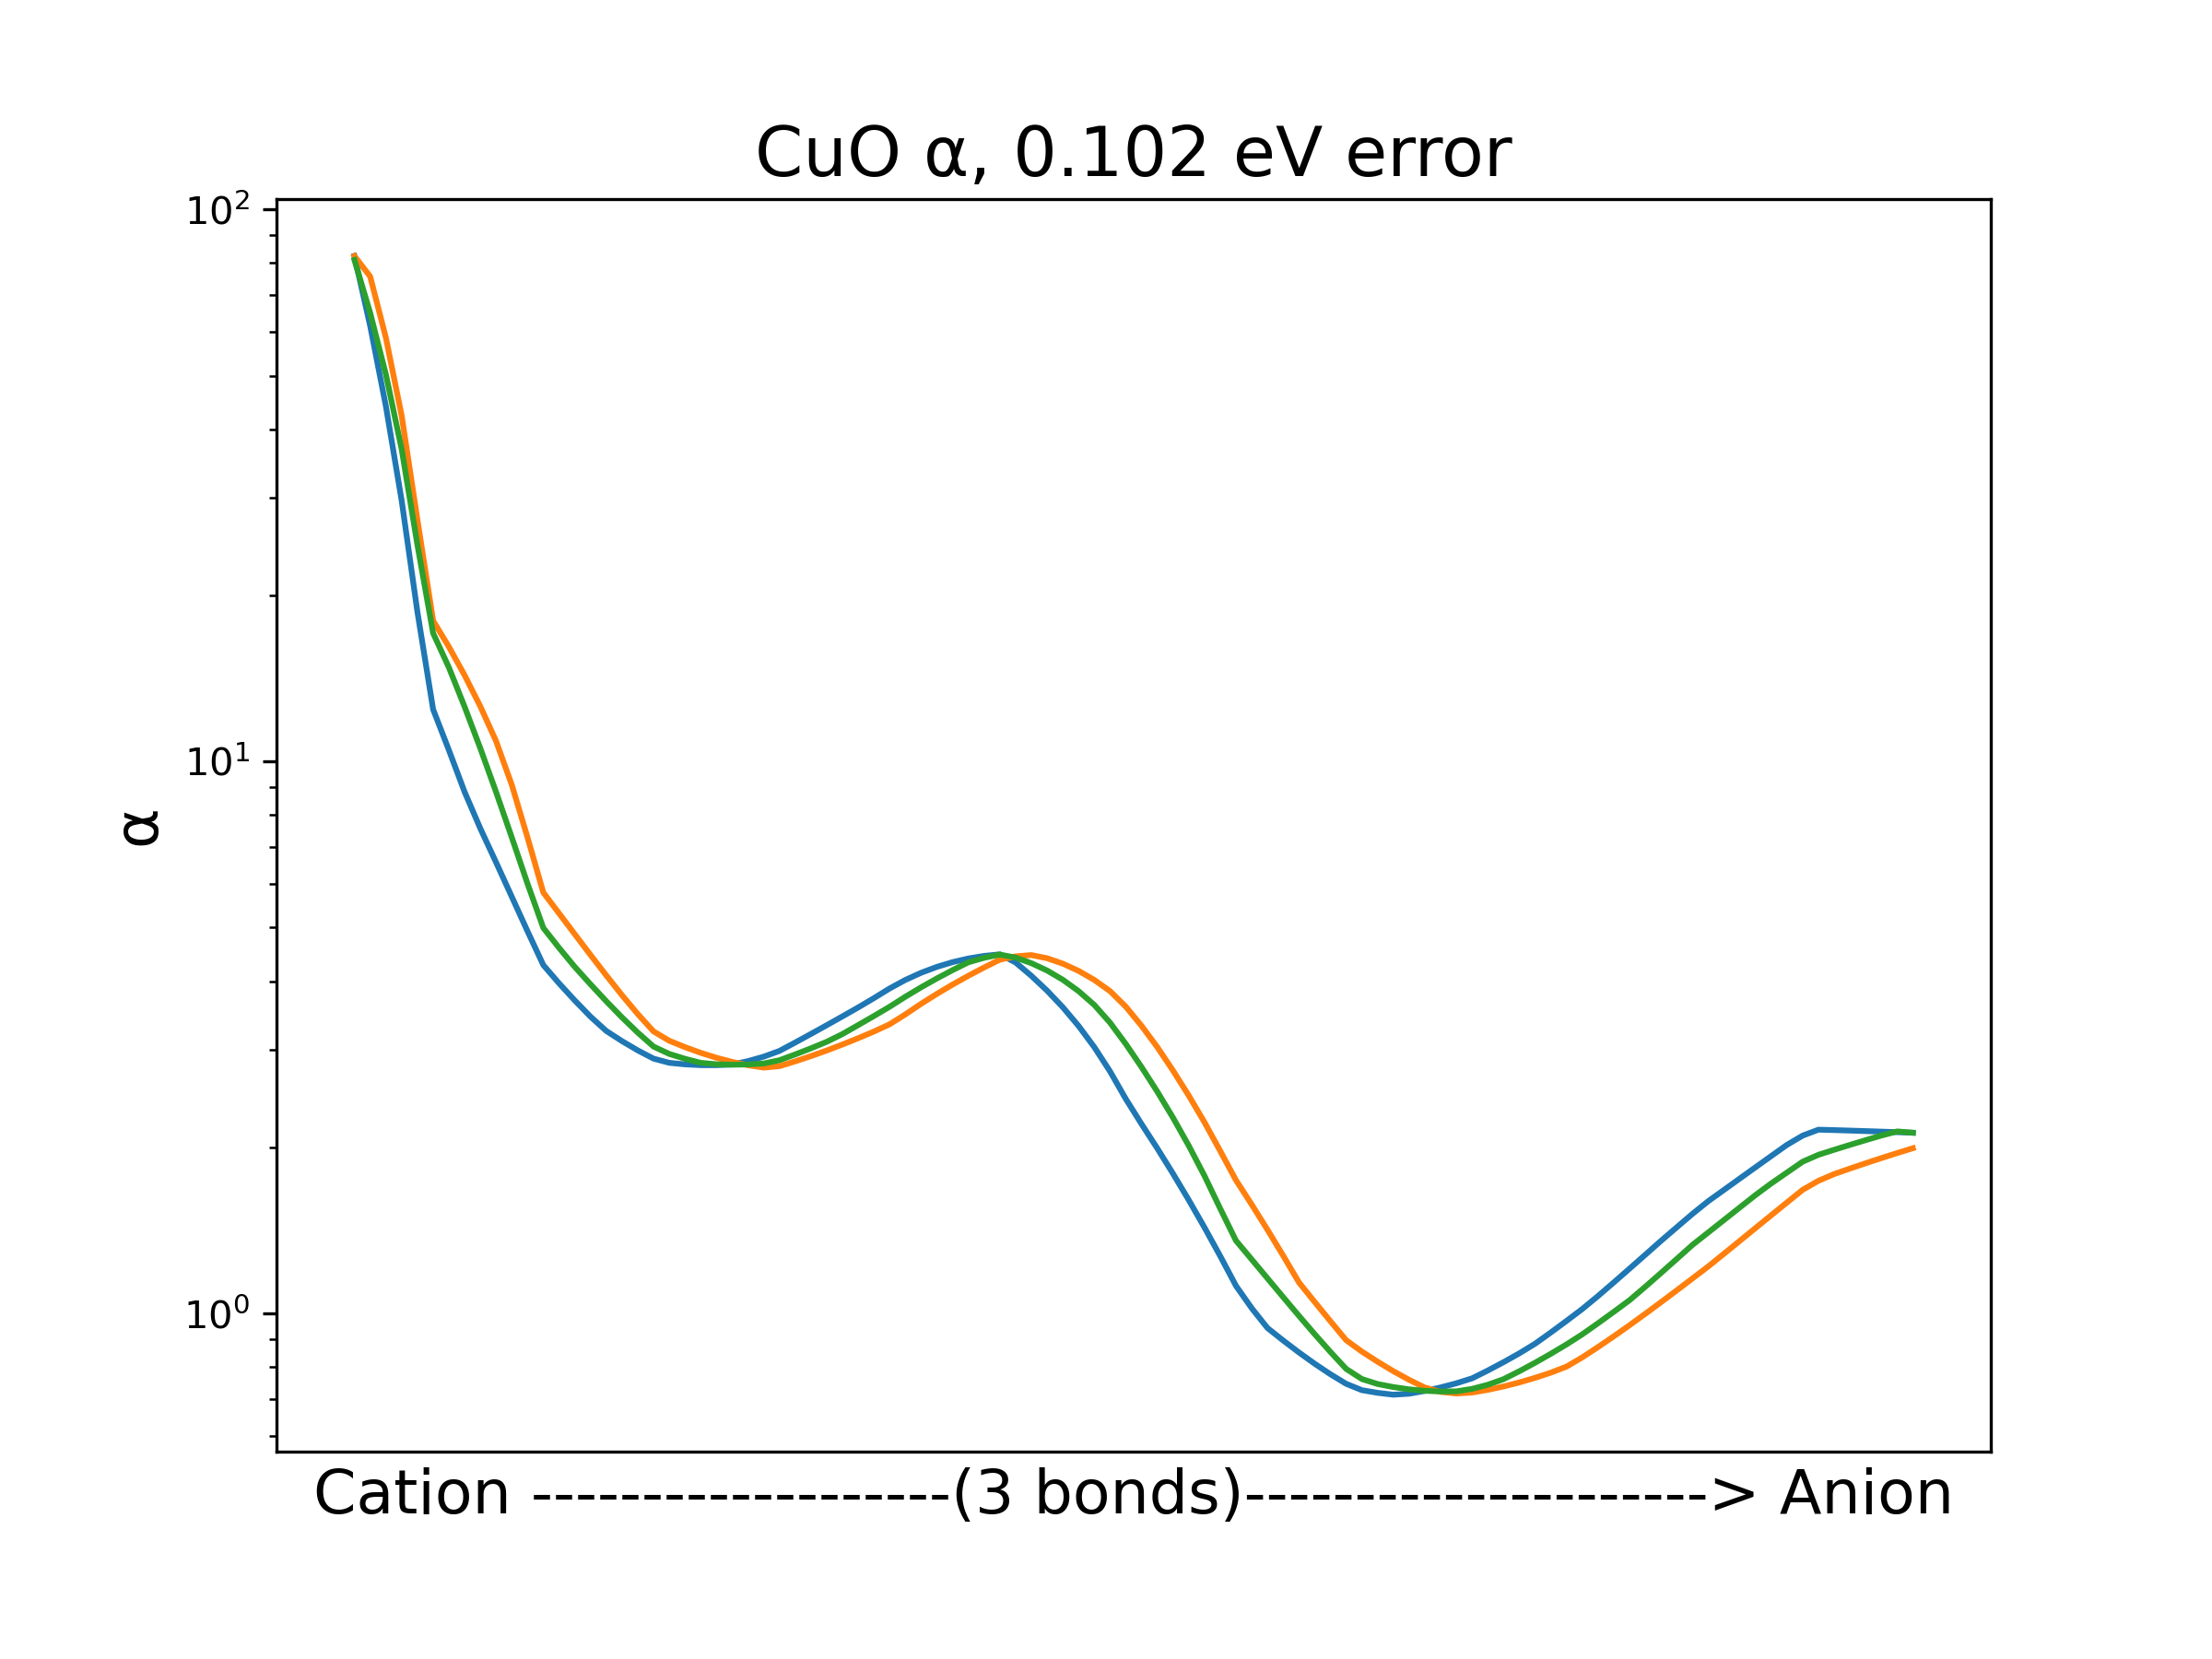 CuO α, 0.102 eV error
10²
10¹
10⁰
α
Cation -------------------(3 bonds)---------------------> Anion